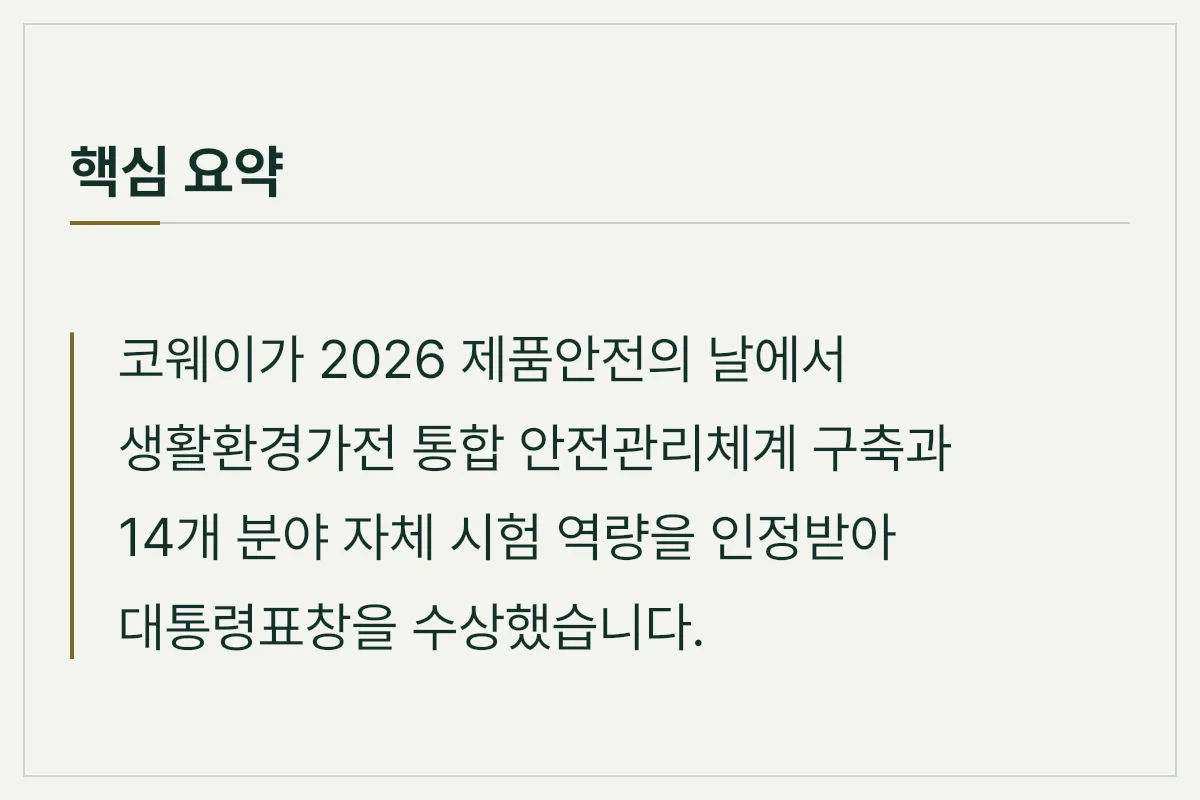 핵심 요약
코웨이가 2026 제품안전의 날에서
생활환경가전 통합 안전관리체계 구축과
14개 분야 자체 시험 역량을 인정받아
대통령표창을 수상했습니다.